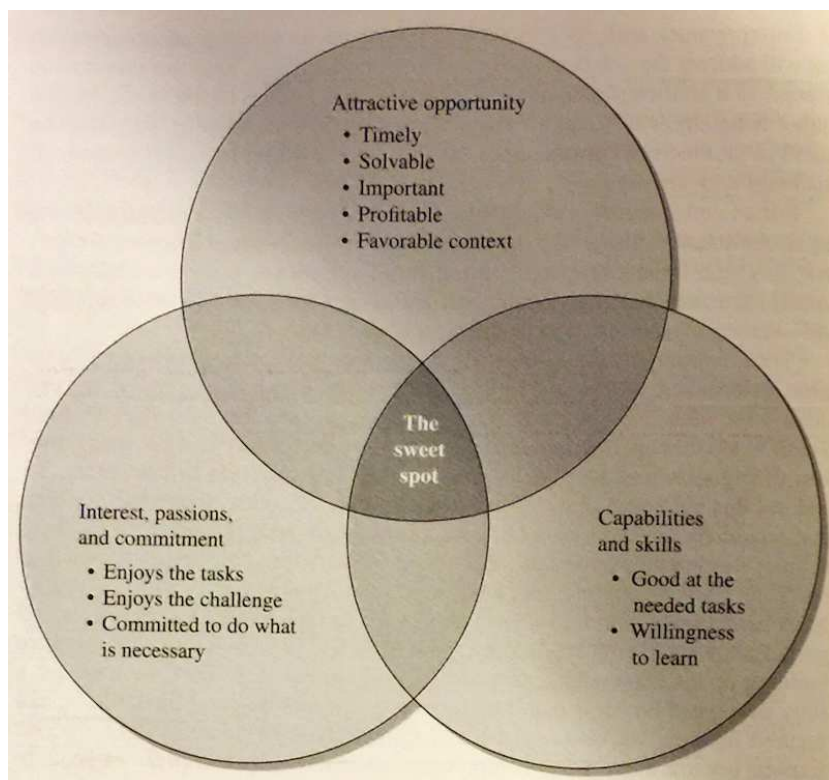 Attractive opportunity
• Timely
• Solvable
• Important
• Profitable
• Favorable context
The
sweet
spot
Interest, passions,
and commitment
• Enjoys the tasks
• Enjoys the challenge
• Committed to do what
is necessary
Capabilities
and skills
• Good at the
needed tasks
• Willingness
to learn